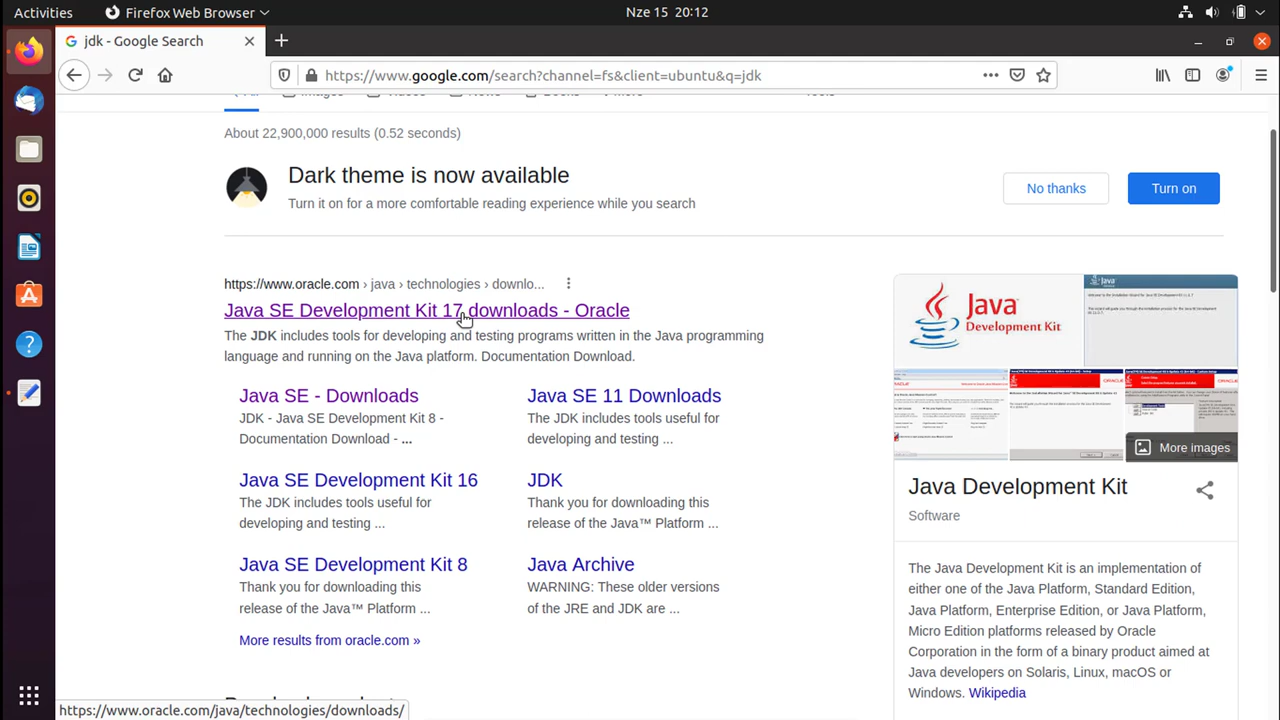 Activities
Firefox Web Browser
Nze 15 20:12
jdk - Google Search
https://www.google.com/search?channel=fs&client=ubuntu&q=jdk
About 22,900,000 results (0.52 seconds)
Dark theme is now available
Turn it on for a more comfortable reading experience while you search
No thanks
Turn on
https://www.oracle.com › java › technologies › downlo...
Java SE Development Kit 17 downloads - Oracle
The JDK includes tools for developing and testing programs written in the Java programming
language and running on the Java platform. Documentation Download.
Java SE - Downloads
JDK - Java SE Development Kit 8
Documentation Download - ...
Java SE 11 Downloads
The JDK includes tools useful for
developing and testing ...
Java SE Development Kit 16
The JDK includes tools useful for
developing and testing ...
JDK
Thank you for downloading this
release of the Java™ Platform ...
Java SE Development Kit 8
Thank you for downloading this
release of the Java™ Platform ...
Java Archive
WARNING: These older versions
of the JRE and JDK are ...
More results from oracle.com »
https://www.oracle.com/java/technologies/downloads/
Java
Development Kit
More images
Java Development Kit
Software
The Java Development Kit is an implementation of
either one of the Java Platform, Standard Edition,
Java Platform, Enterprise Edition, or Java Platform,
Micro Edition platforms released by Oracle
Corporation in the form of a binary product aimed at
Java developers on Solaris, Linux, macOS or
Windows. Wikipedia